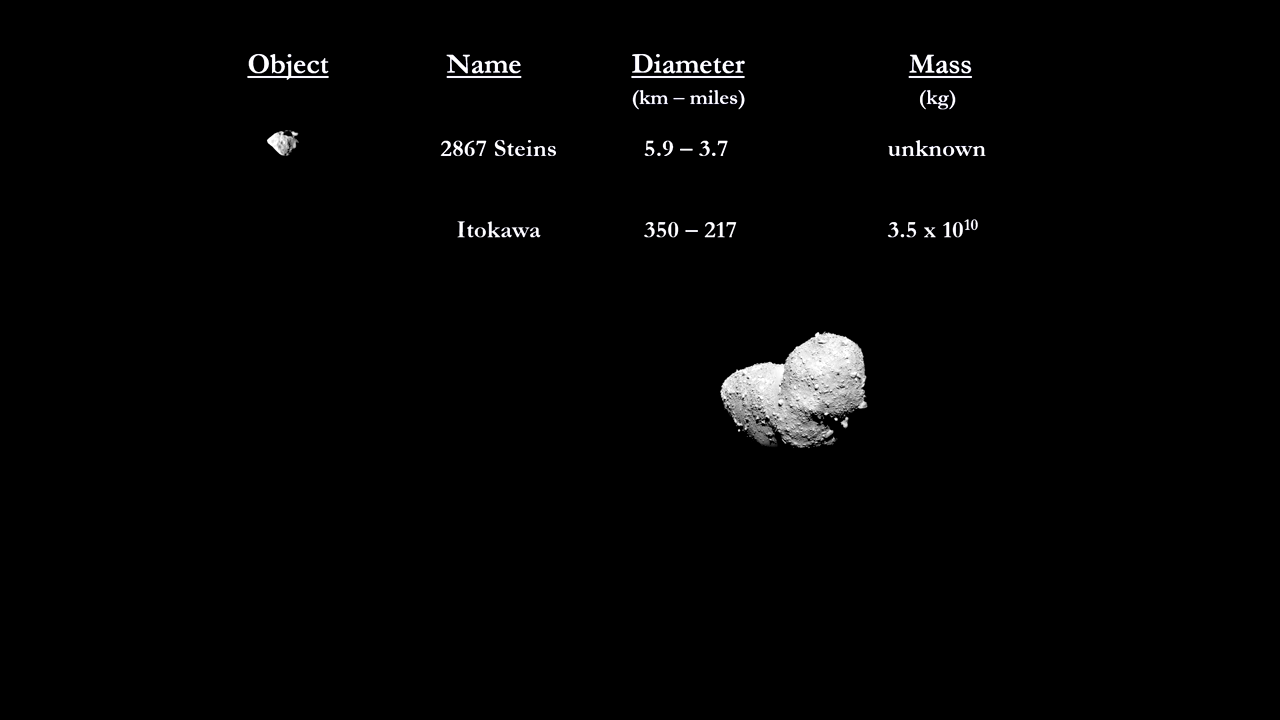 Object Name Diameter Mass
(km – miles) (kg)
2867 Steins 5.9 – 3.7 unknown
Itokawa 350 – 217 3.5 x 10¹⁰